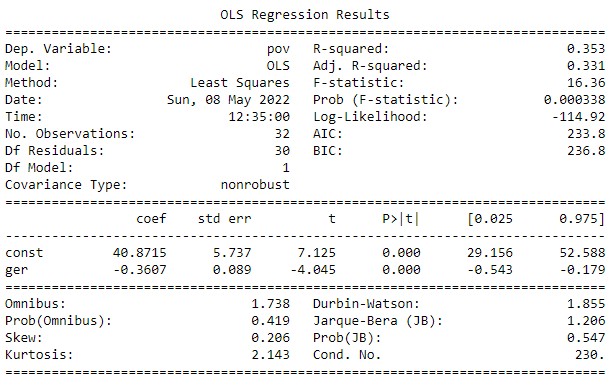 OLS Regression Results
==============================================================================
Dep. Variable:                    pov   R-squared:                       0.353
Model:                            OLS   Adj. R-squared:                  0.331
Method:                 Least Squares   F-statistic:                     16.36
Date:                Sun, 08 May 2022   Prob (F-statistic):           0.000338
Time:                        12:35:00   Log-Likelihood:                -114.92
No. Observations:                  32   AIC:                             233.8
Df Residuals:                      30   BIC:                             236.8
Df Model:                           1
Covariance Type:            nonrobust
==============================================================================
                 coef    std err          t      P>|t|      [0.025      0.975]
------------------------------------------------------------------------------
const         40.8715      5.737      7.125      0.000      29.156      52.588
ger           -0.3607      0.089     -4.045      0.000      -0.543      -0.179
==============================================================================
Omnibus:                        1.738   Durbin-Watson:                   1.855
Prob(Omnibus):                  0.419   Jarque-Bera (JB):                1.206
Skew:                           0.206   Prob(JB):                        0.547
Kurtosis:                       2.143   Cond. No.                         230.
==============================================================================